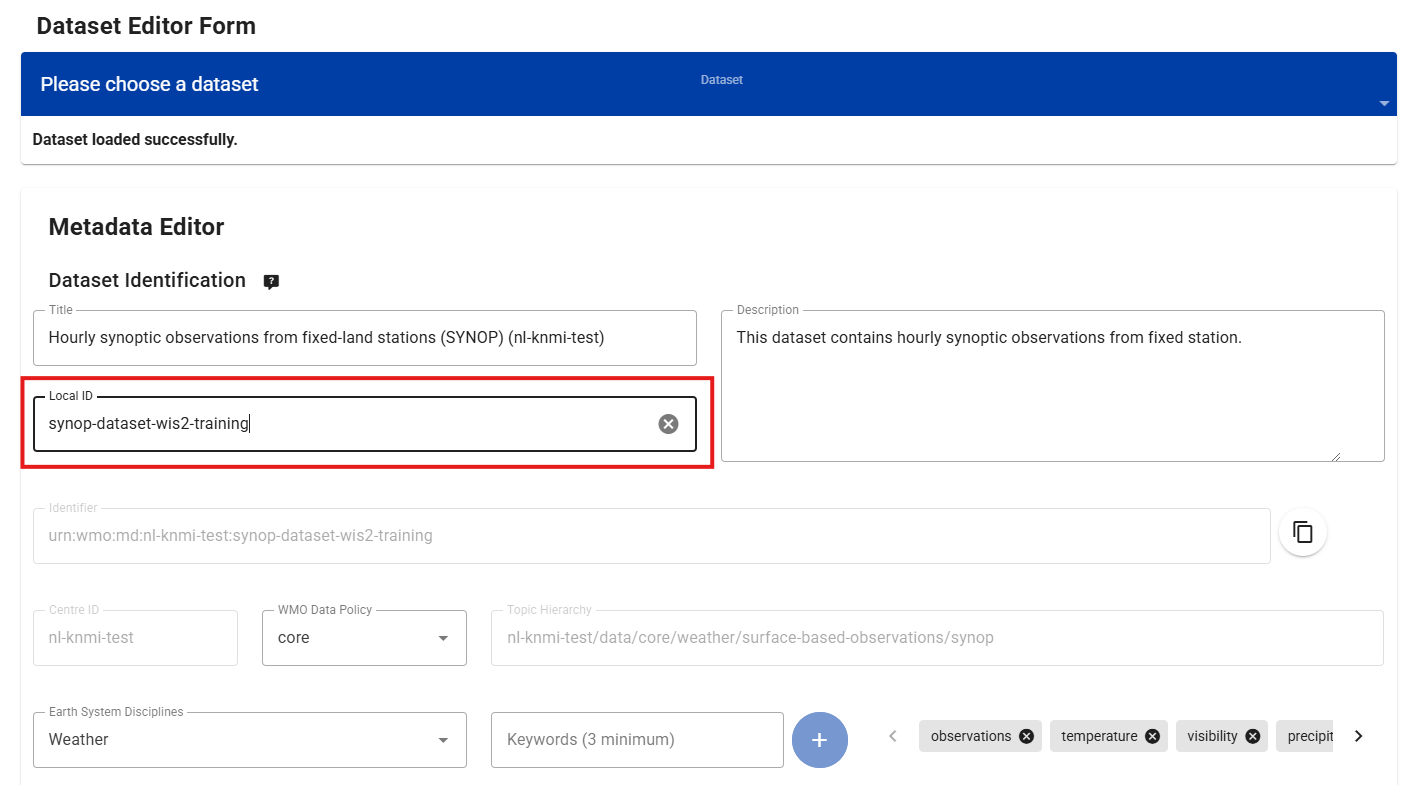 Dataset Editor Form
Please choose a dataset
Dataset
Dataset loaded successfully.
Metadata Editor
Dataset Identification
Title
Hourly synoptic observations from fixed-land stations (SYNOP) (nl-knmi-test)
Description
This dataset contains hourly synoptic observations from fixed station.
Local ID
synop-dataset-wis2-training
Identifier
urn:wmo:md:nl-knmi-test:synop-dataset-wis2-training
Centre ID
nl-knmi-test
WMO Data Policy
core
Topic Hierarchy
nl-knmi-test/data/core/weather/surface-based-observations/synop
Earth System Disciplines
Weather
Keywords (3 minimum)
+
observations
temperature
visibility
precipit